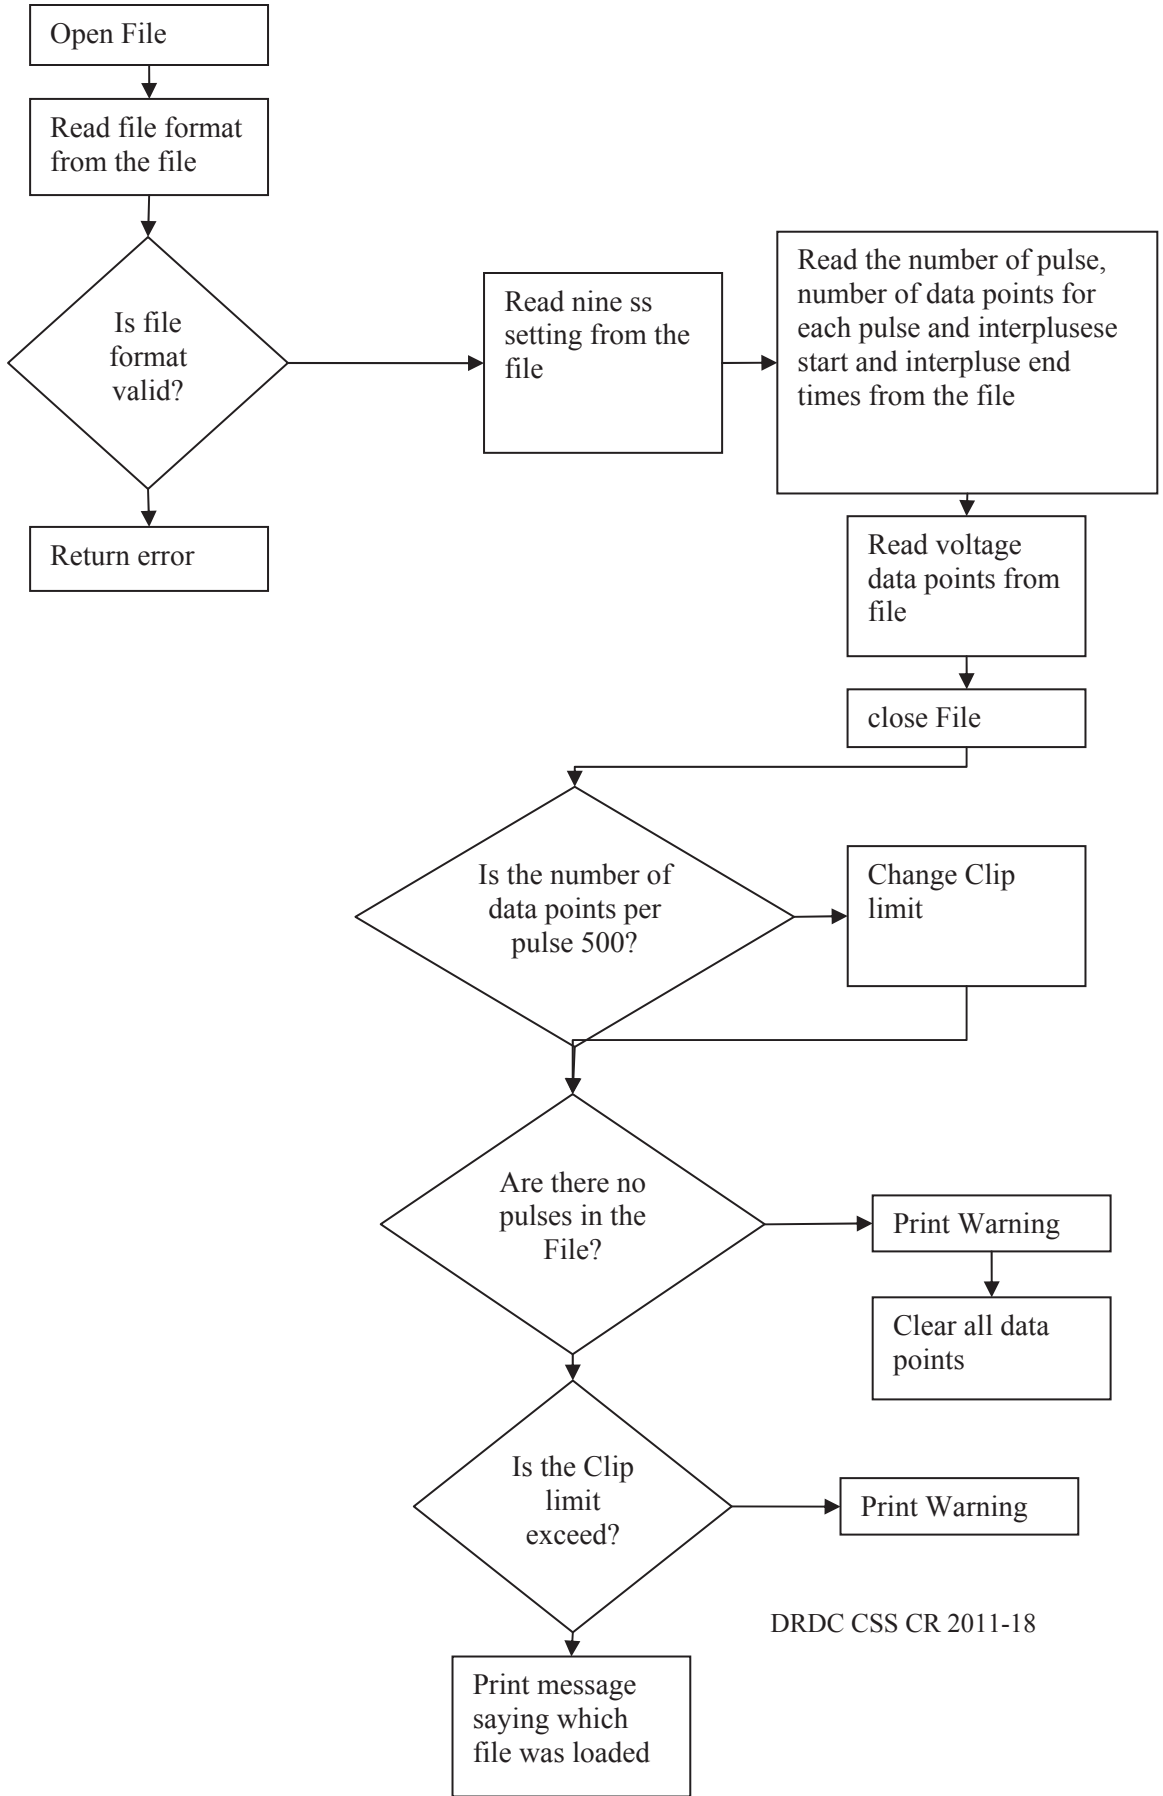 Open File
Read file format
from the file
Is file
format
valid?
Read nine ss
setting from the
file
Read the number of pulse,
number of data points for
each pulse and interplusese
start and interpluse end
times from the file
Return error
Read voltage
data points from
file
close File
Is the number of
data points per
pulse 500?
Change Clip
limit
Are there no
pulses in the
File?
Print Warning
Clear all data
points
Is the Clip
limit
exceed?
Print Warning
DRDC CSS CR 2011-18
Print message
saying which
file was loaded